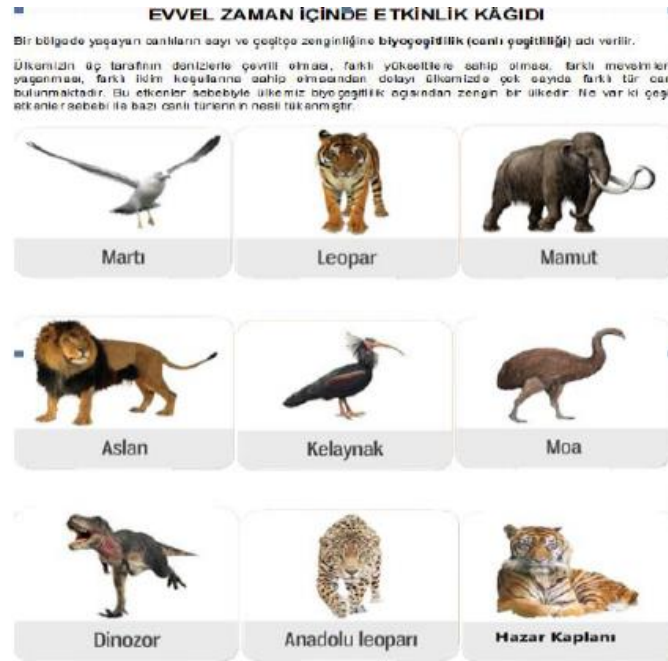 EVVEL ZAMAN İÇİNDE ETKİNLİK KÂĞIDI
Bir bölgede yaşayan canlıların sayı ve çeşitçe zenginliğine biyoçeşitlilik (canlı çeşitliliği) adı verilir.
Ülkemizin üç tarafının denizlerle çevrili olması, farklı yükseltilere sahip olması, farklı mevsimler
yaşanması, farklı iklim koşullarına sahip olmasından dolayı ülkemizde çok sayıda farklı tür can
bulunmaktadır. Bu etkenler sebebiyle ülkemiz biyoçeşitlilik açısından zengin bir ülkedir. Ne var ki çeşi
etkenler sebebi ile bazı canlı türlerinin nesli tükenmiştir.
Martı
Leopar
Mamut
Aslan
Kelaynak
Moa
Dinozor
Anadolu leoparı
Hazar Kaplanı